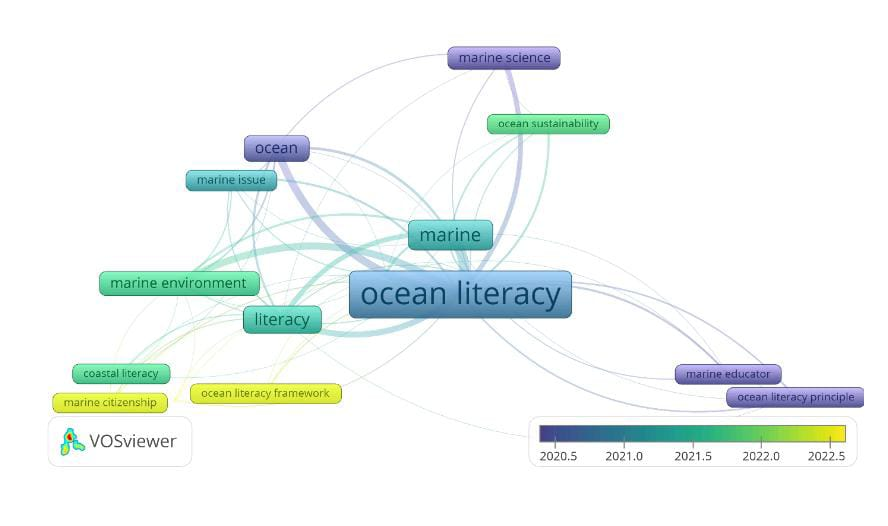 marine science
ocean sustainability
ocean
marine issue
marine
marine environment
ocean literacy
literacy
coastal literacy
marine educator
marine citizenship
ocean literacy framework
ocean literacy principle
VOSviewer
2020.5 2021.0 2021.5 2022.0 2022.5